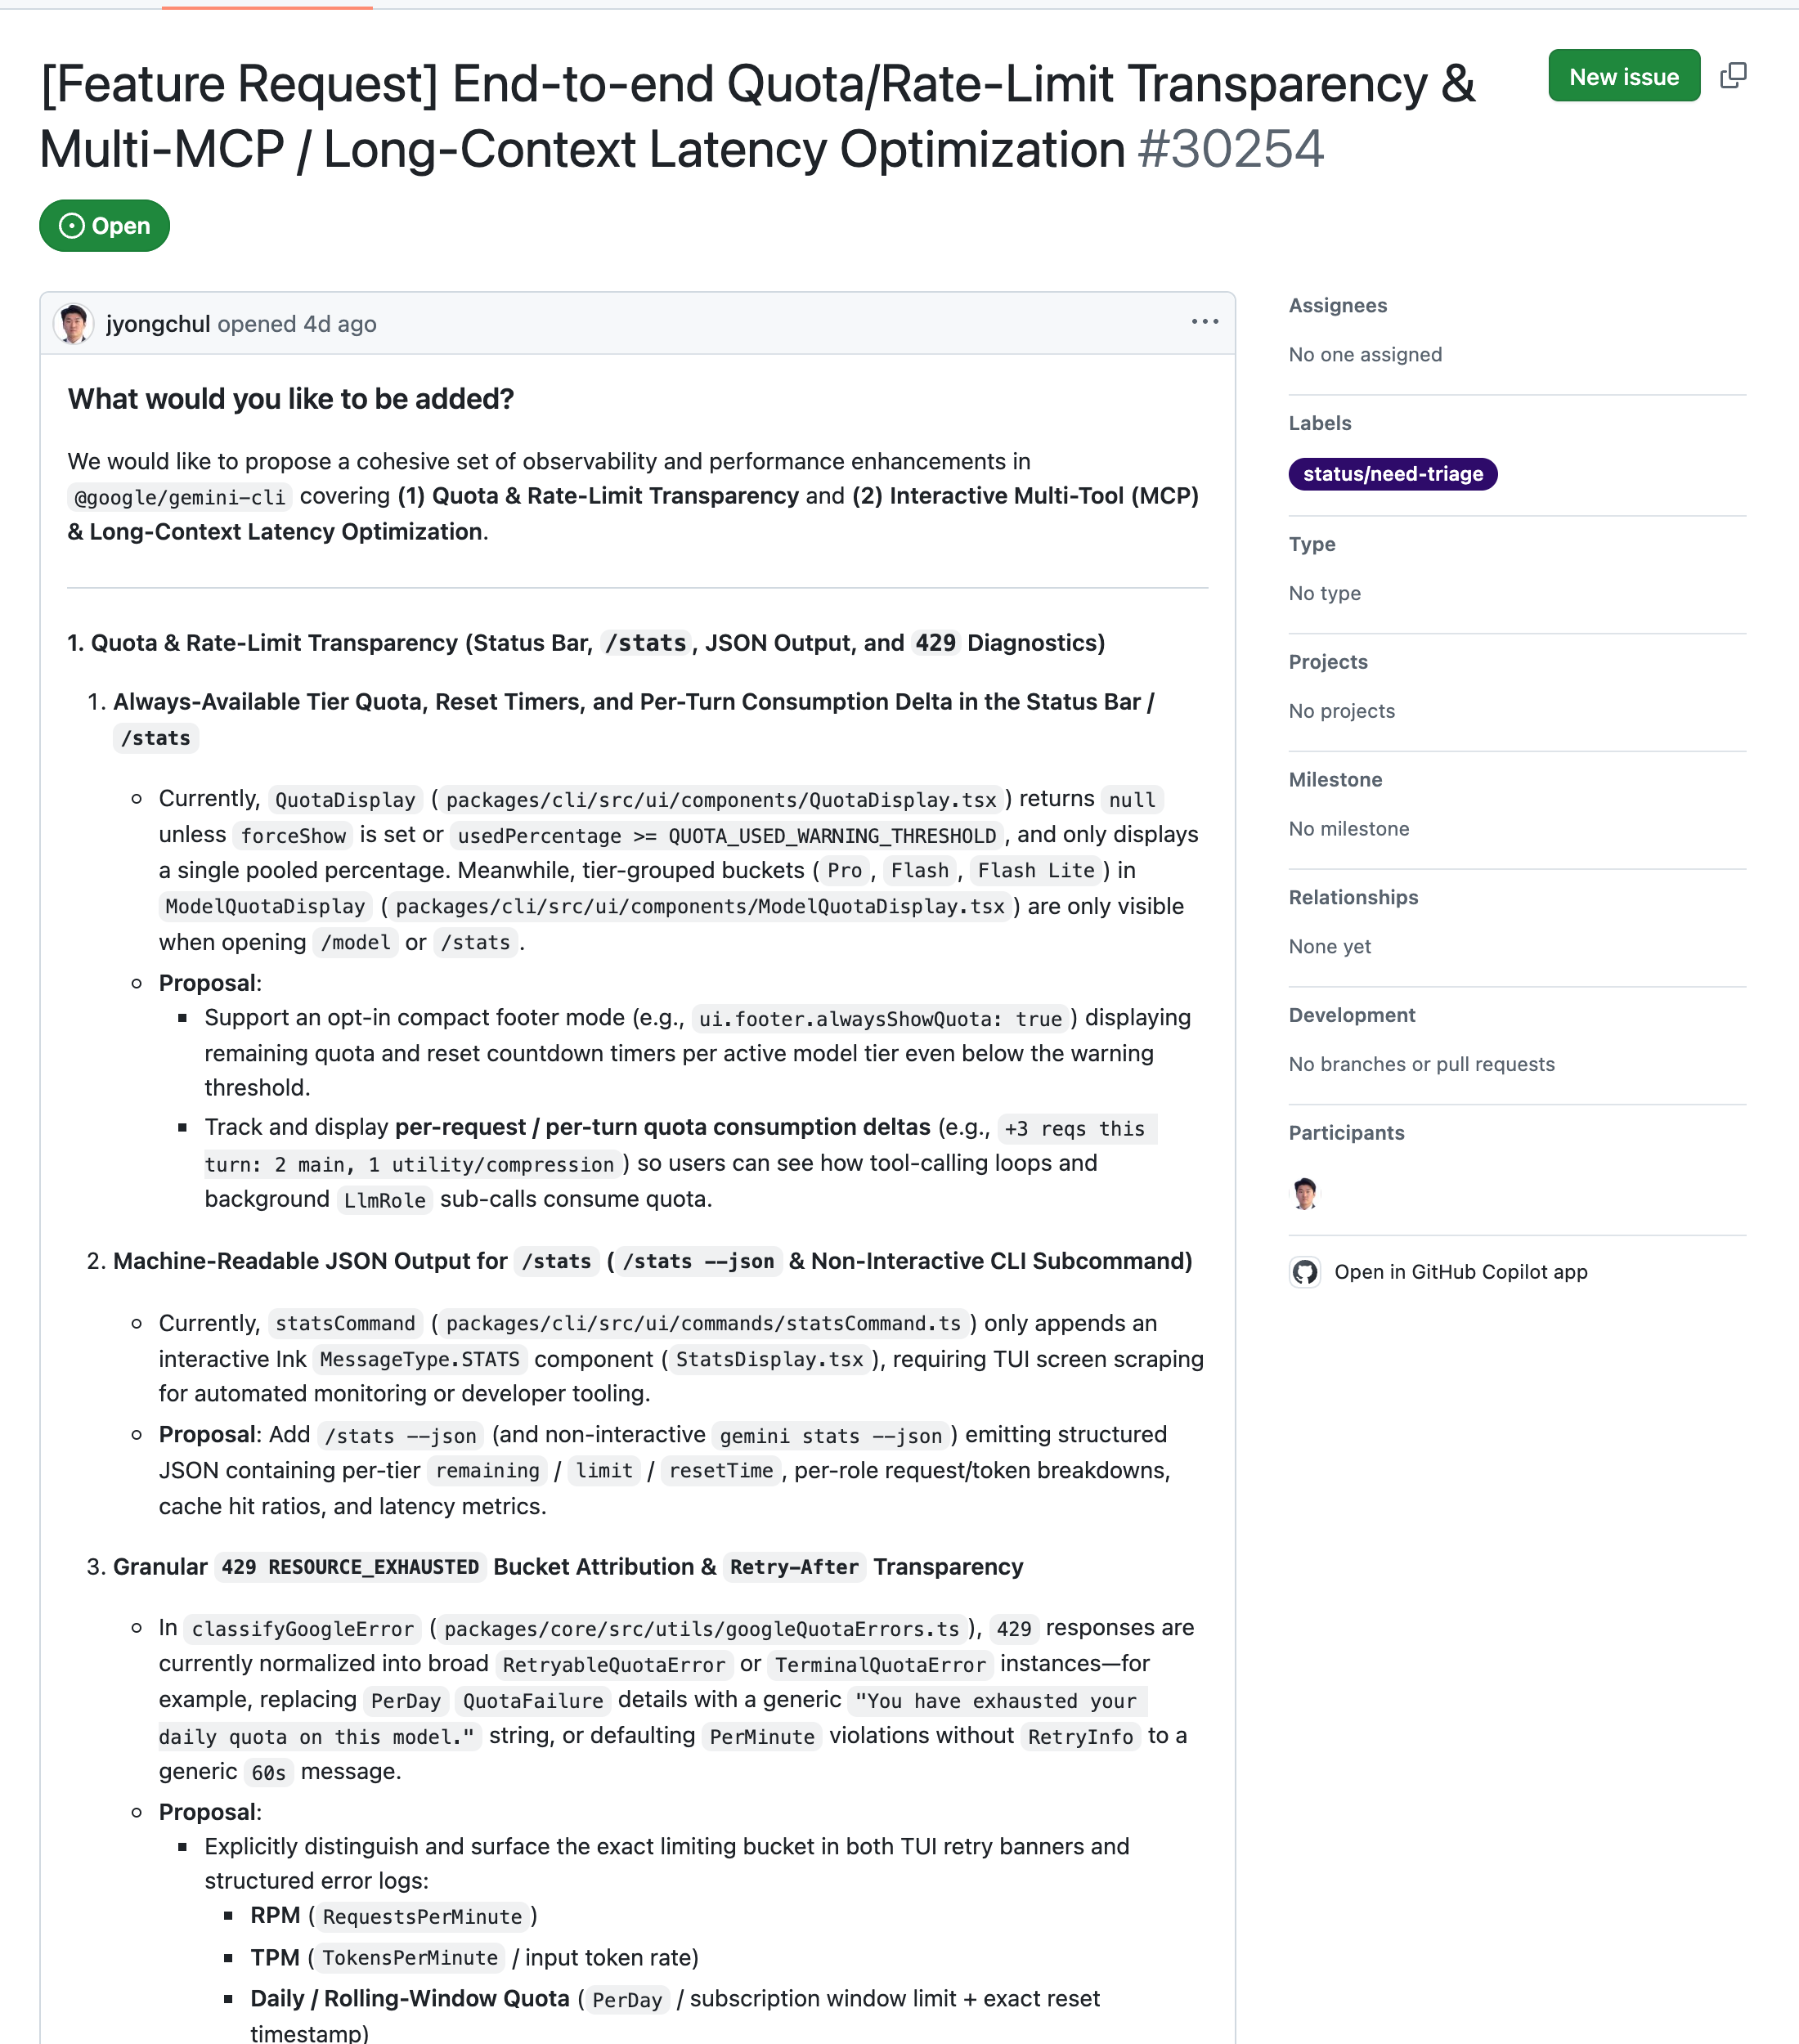 [Feature Request] End-to-end Quota/Rate-Limit Transparency &
Multi-MCP / Long-Context Latency Optimization #30254
New issue
Open
jyongchul opened 4d ago
What would you like to be added?
We would like to propose a cohesive set of observability and performance enhancements in
@google/gemini-cli covering (1) Quota & Rate-Limit Transparency and (2) Interactive Multi-Tool (MCP)
& Long-Context Latency Optimization.
1. Quota & Rate-Limit Transparency (Status Bar, /stats, JSON Output, and 429 Diagnostics)
1. Always-Available Tier Quota, Reset Timers, and Per-Turn Consumption Delta in the Status Bar /
/stats
Currently, QuotaDisplay (packages/cli/src/ui/components/QuotaDisplay.tsx) returns null
unless forceShow is set or usedPercentage >= QUOTA_USED_WARNING_THRESHOLD, and only displays
a single pooled percentage. Meanwhile, tier-grouped buckets (Pro, Flash, Flash Lite) in
ModelQuotaDisplay (packages/cli/src/ui/components/ModelQuotaDisplay.tsx) are only visible
when opening /model or /stats.
Proposal:
Support an opt-in compact footer mode (e.g., ui.footer.alwaysShowQuota: true) displaying
remaining quota and reset countdown timers per active model tier even below the warning
threshold.
Track and display per-request / per-turn quota consumption deltas (e.g., +3 reqs this
turn: 2 main, 1 utility/compression) so users can see how tool-calling loops and
background LlmRole sub-calls consume quota.
2. Machine-Readable JSON Output for /stats (/stats --json & Non-Interactive CLI Subcommand)
Currently, statsCommand (packages/cli/src/ui/commands/statsCommand.ts) only appends an
interactive Ink MessageType.STATS component (StatsDisplay.tsx), requiring TUI screen scraping
for automated monitoring or developer tooling.
Proposal: Add /stats --json (and non-interactive gemini stats --json) emitting structured
JSON containing per-tier remaining / limit / resetTime, per-role request/token breakdowns,
cache hit ratios, and latency metrics.
3. Granular 429 RESOURCE_EXHAUSTED Bucket Attribution & Retry-After Transparency
In classifyGoogleError (packages/core/src/utils/googleQuotaErrors.ts), 429 responses are
currently normalized into broad RetryableQuotaError or TerminalQuotaError instances—for
example, replacing PerDay QuotaFailure details with a generic "You have exhausted your
daily quota on this model." string, or defaulting PerMinute violations without RetryInfo to a
generic 60s message.
Proposal:
Explicitly distinguish and surface the exact limiting bucket in both TUI retry banners and
structured error logs:
RPM (RequestsPerMinute)
TPM (TokensPerMinute / input token rate)
Daily / Rolling-Window Quota (PerDay / subscription window limit + exact reset
timestamp)
Assignees
No one assigned
Labels
status/need-triage
Type
No type
Projects
No projects
Milestone
No milestone
Relationships
None yet
Development
No branches or pull requests
Participants
Open in GitHub Copilot app